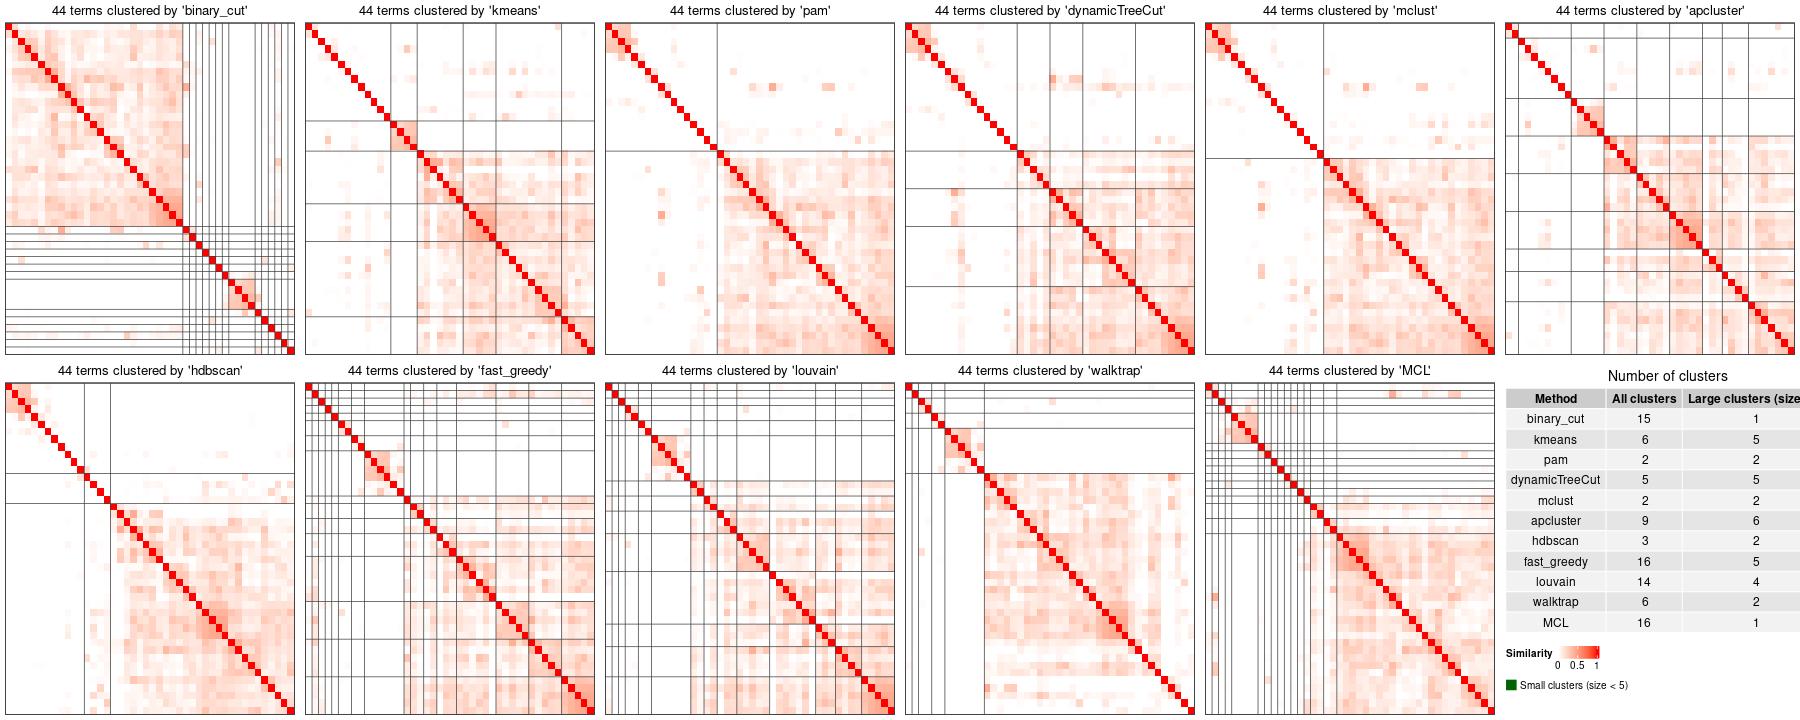 44 terms clustered by 'binary_cut'
44 terms clustered by 'kmeans'
44 terms clustered by 'pam'
44 terms clustered by 'dynamicTreeCut'
44 terms clustered by 'mclust'
44 terms clustered by 'apcluster'
44 terms clustered by 'hdbscan'
44 terms clustered by 'fast_greedy'
44 terms clustered by 'louvain'
44 terms clustered by 'walktrap'
44 terms clustered by 'MCL'
Number of clusters
Method All clusters Large clusters (size
binary_cut 15 1
kmeans 6 5
pam 2 2
dynamicTreeCut 5 5
mclust 2 2
apcluster 9 6
hdbscan 3 2
fast_greedy 16 5
louvain 14 4
walktrap 6 2
MCL 16 1
Similarity
0 0.5 1
Small clusters (size < 5)